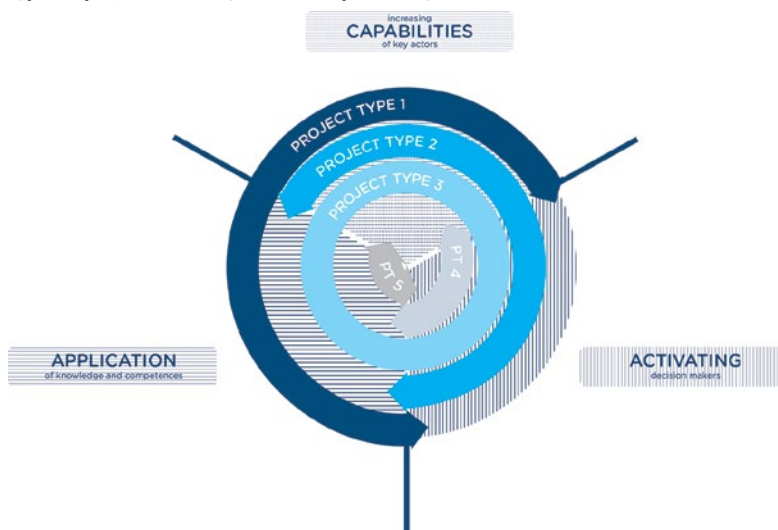 increasing
CAPABILITIES
of key actors
PROJECT TYPE 1
PROJECT TYPE 2
PROJECT TYPE 3
PT 4
PT 5
APPLICATION
of knowledge and competences
ACTIVATING
decision makers